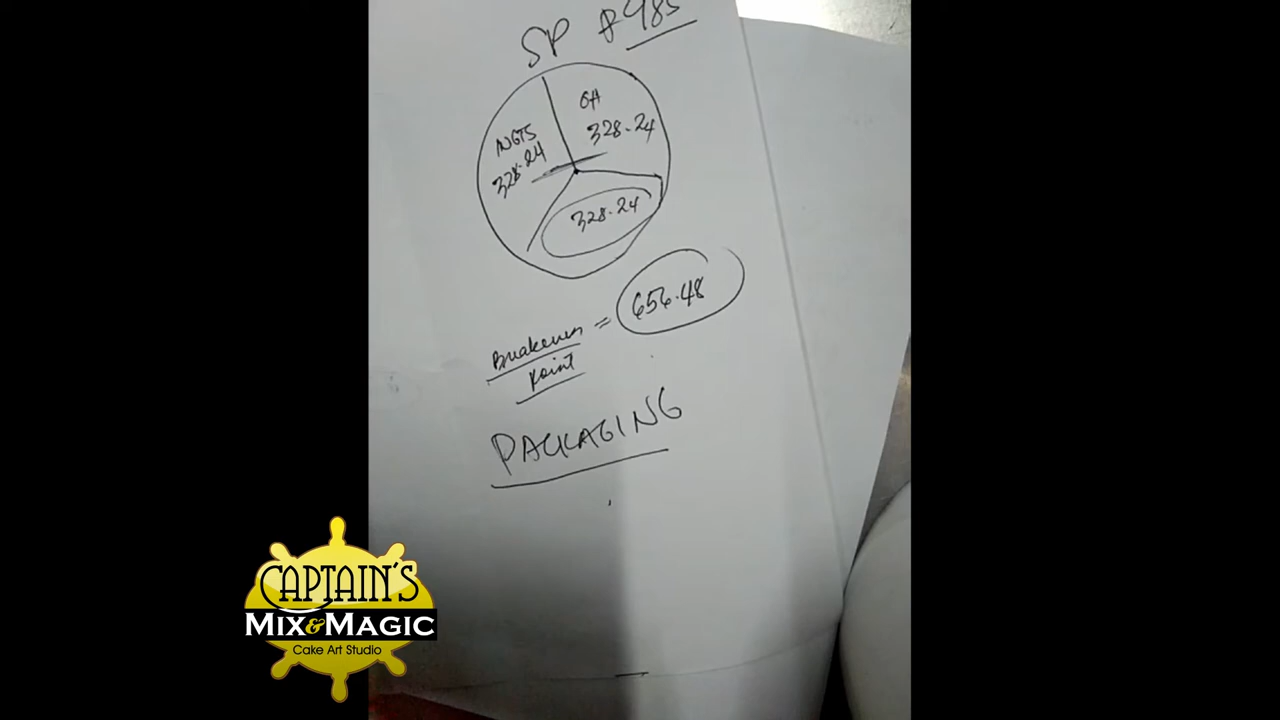 SP ₱ 985
OH
328.24
NGTS
328.24
328.24
Breakeven = 656.48
point
PACKAGING
CAPTAIN'S
MIX & MAGIC
Cake Art Studio